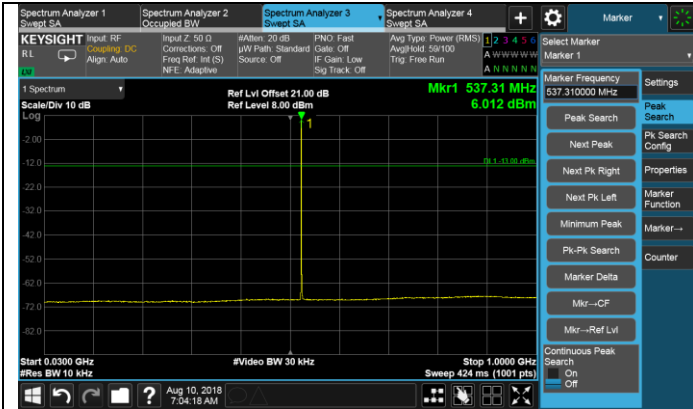 Spectrum Analyzer 1
Swept SA
Spectrum Analyzer 2
Occupied BW
Spectrum Analyzer 3
Swept SA
Spectrum Analyzer 4
Swept SA
+
Marker
KEYSIGHT
RL
LNI
Input: RF
Coupling: DC
Align: Auto
Input Z: 50 Ω
Corrections: Off
Freq Ref: Int (S)
NFE: Adaptive
#Atten: 20 dB
µW Path: Standard
Source: Off
PNO: Fast
Gate: Off
IF Gain: Low
Sig Track: Off
Avg Type: Power (RMS)
Avg|Hold: 59/100
Trig: Free Run
1 2 3 4 5 6
A W W W W W
A N N N N N
Select Marker
Marker 1
1 Spectrum
Scale/Div 10 dB
Log
Ref Lvl Offset 21.00 dB
Ref Level 8.00 dBm
Mkr1 537.31 MHz
6.012 dBm
1
DL1 -13.00 dBm
-2.00
-12.0
-22.0
-32.0
-42.0
-52.0
-62.0
-72.0
-82.0
Start 0.0300 GHz
#Res BW 10 kHz
#Video BW 30 kHz
Stop 1.0000 GHz
Sweep 424 ms (1001 pts)
Marker Frequency
537.310000 MHz
Peak Search
Next Peak
Next Pk Right
Next Pk Left
Minimum Peak
Pk-Pk Search
Marker Delta
Mkr→CF
Mkr→Ref Lvl
Continuous Peak
Search
On
Off
Settings
Peak
Search
Pk Search
Config
Properties
Marker
Function
Marker→
Counter
?
Aug 10, 2018
7:04:18 AM